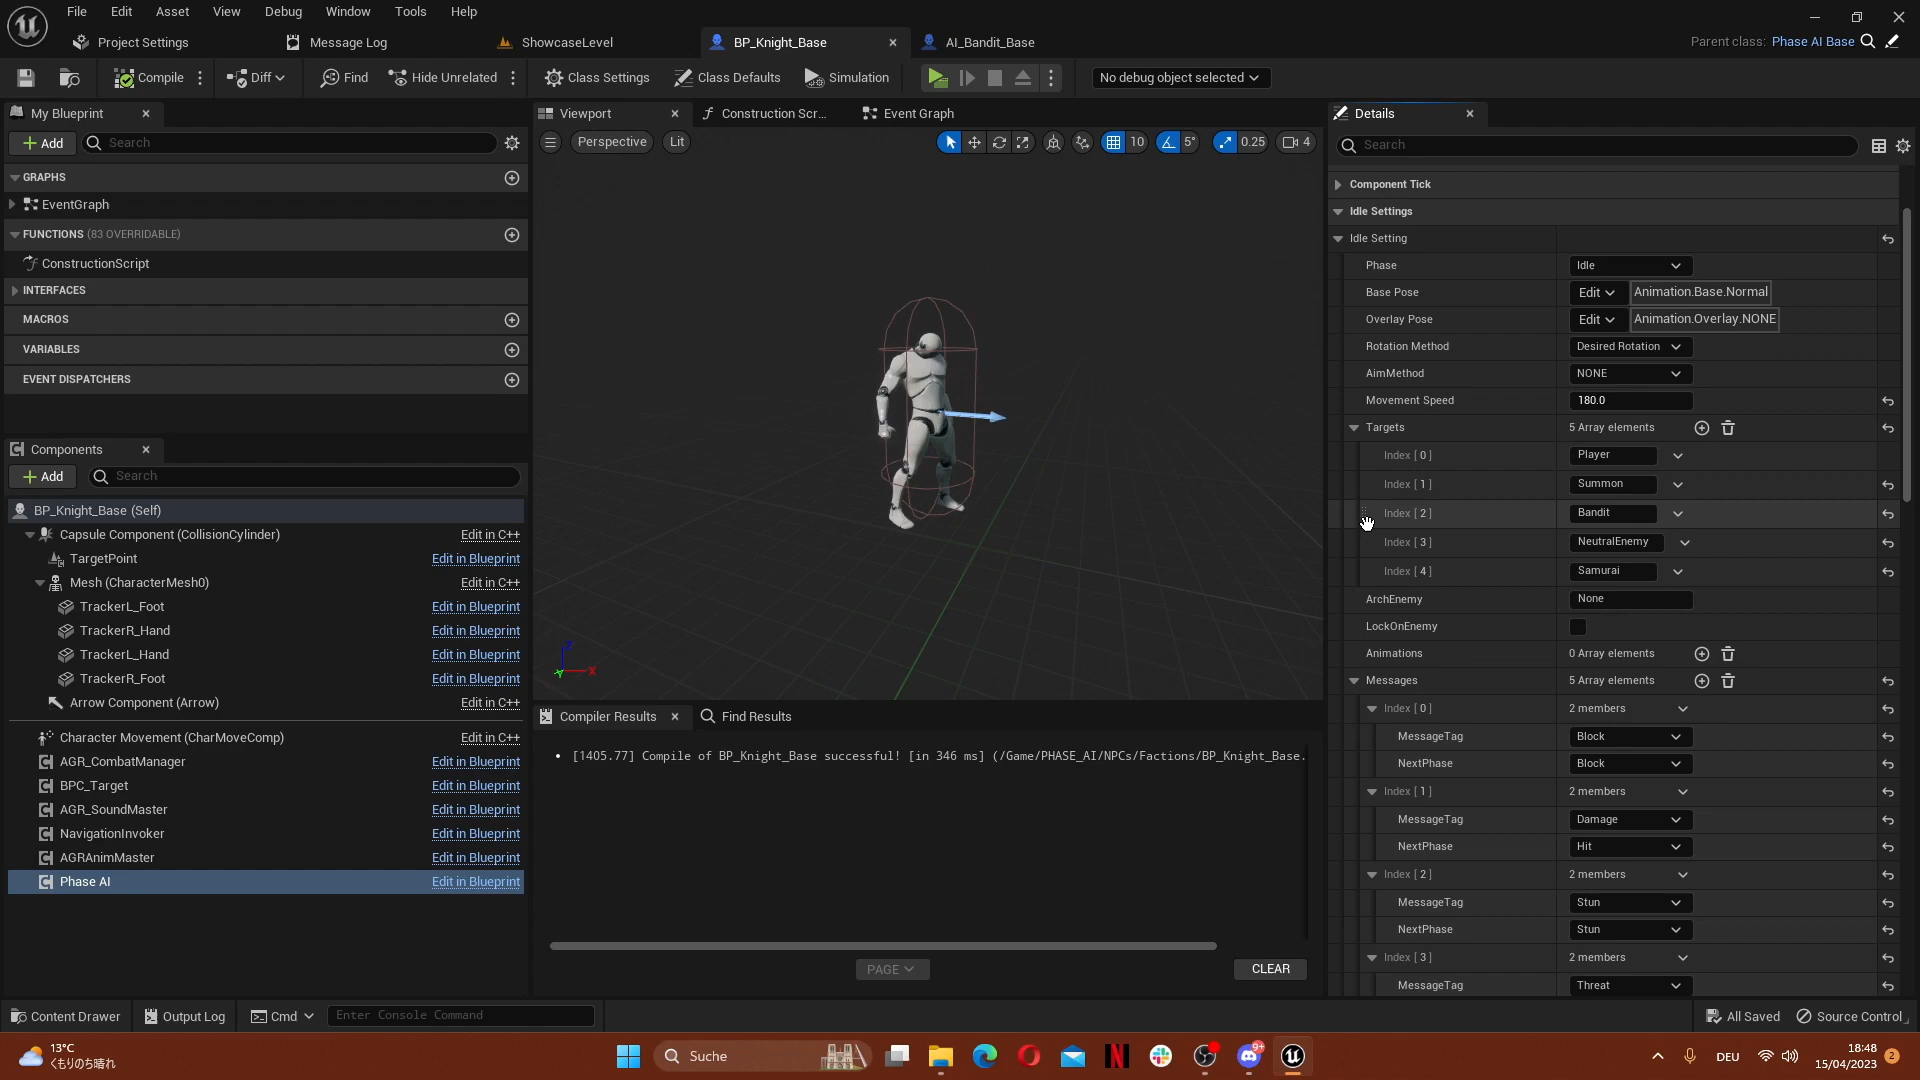 File Edit Asset View Debug Window Tools Help
Project Settings Message Log ShowcaseLevel BP_Knight_Base AI_Bandit_Base Parent class: Phase AI Base
Compile Diff Find Hide Unrelated Class Settings Class Defaults Simulation No debug object selected
My Blueprint
Add Search
GRAPHS
EventGraph
FUNCTIONS (83 OVERRIDABLE)
ConstructionScript
INTERFACES
MACROS
VARIABLES
EVENT DISPATCHERS
Components
Add Search
BP_Knight_Base (Self)
Capsule Component (CollisionCylinder) Edit in C++
TargetPoint Edit in Blueprint
Mesh (CharacterMesh0) Edit in C++
TrackerL_Foot Edit in Blueprint
TrackerR_Hand Edit in Blueprint
TrackerL_Hand Edit in Blueprint
TrackerR_Foot Edit in Blueprint
Arrow Component (Arrow) Edit in C++
Character Movement (CharMoveComp) Edit in C++
AGR_CombatManager Edit in Blueprint
BPC_Target Edit in Blueprint
AGR_SoundMaster Edit in Blueprint
NavigationInvoker Edit in Blueprint
AGRAnimMaster Edit in Blueprint
Phase AI Edit in Blueprint
Viewport Construction Scr... Event Graph
Perspective Lit 10 5° 0.25 4
Z
X
Y
Compiler Results Find Results
[1405.77] Compile of BP_Knight_Base successful! [in 346 ms] (/Game/PHASE_AI/NPCs/Factions/BP_Knight_Base.
PAGE CLEAR
Details
Search
Component Tick
Idle Settings
Idle Setting
Phase Idle
Base Pose Edit Animation.Base.Normal
Overlay Pose Edit Animation.Overlay.NONE
Rotation Method Desired Rotation
AimMethod NONE
Movement Speed 180.0
Targets 5 Array elements
Index [ 0 ] Player
Index [ 1 ] Summon
Index [ 2 ] Bandit
Index [ 3 ] NeutralEnemy
Index [ 4 ] Samurai
ArchEnemy None
LockOnEnemy
Animations 0 Array elements
Messages 5 Array elements
Index [ 0 ] 2 members
MessageTag Block
NextPhase Block
Index [ 1 ] 2 members
MessageTag Damage
NextPhase Hit
Index [ 2 ] 2 members
MessageTag Stun
NextPhase Stun
Index [ 3 ] 2 members
MessageTag Threat
Content Drawer Output Log Cmd Enter Console Command All Saved Source Control
13°C
くもりのち晴れ
Suche
N
9+
DEU
18:48
15/04/2023
2